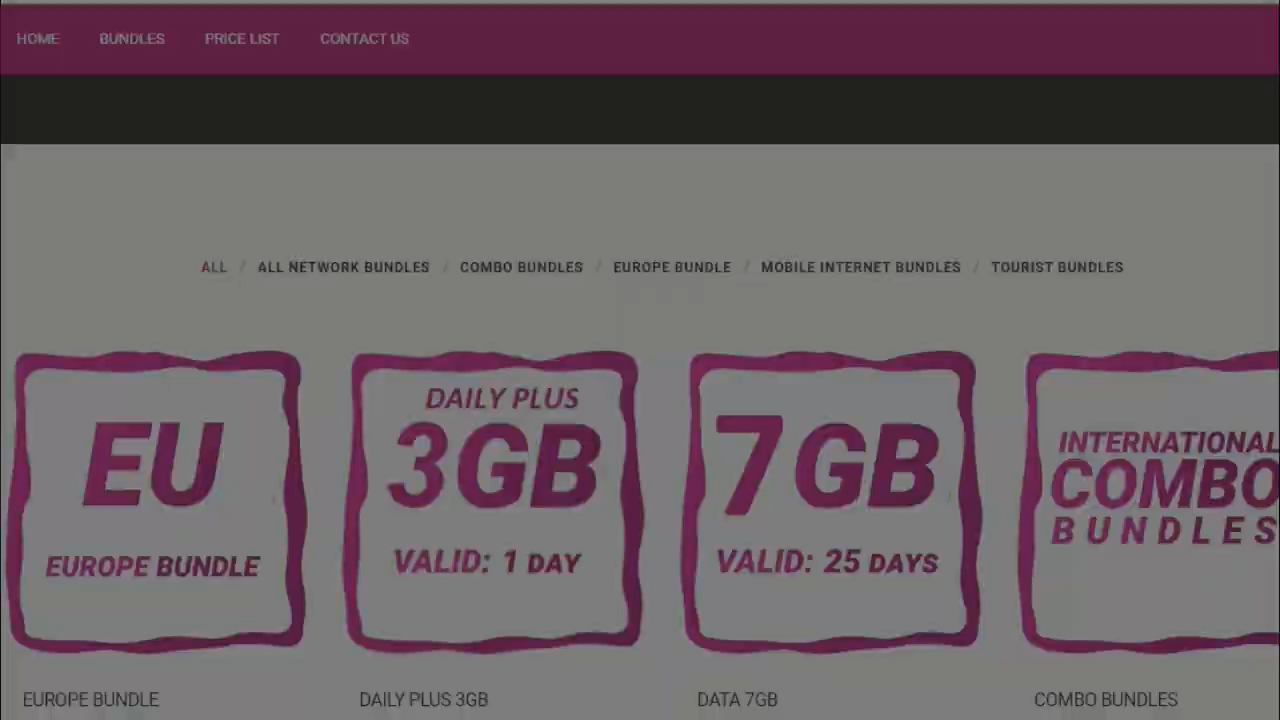 HOME BUNDLES PRICE LIST CONTACT US
ALL / ALL NETWORK BUNDLES / COMBO BUNDLES / EUROPE BUNDLE / MOBILE INTERNET BUNDLES / TOURIST BUNDLES
EU
EUROPE BUNDLE
DAILY PLUS
3GB
VALID: 1 DAY
7GB
VALID: 25 DAYS
INTERNATIONAL
COMBO
BUNDLES
EUROPE BUNDLE
DAILY PLUS 3GB
DATA 7GB
COMBO BUNDLES